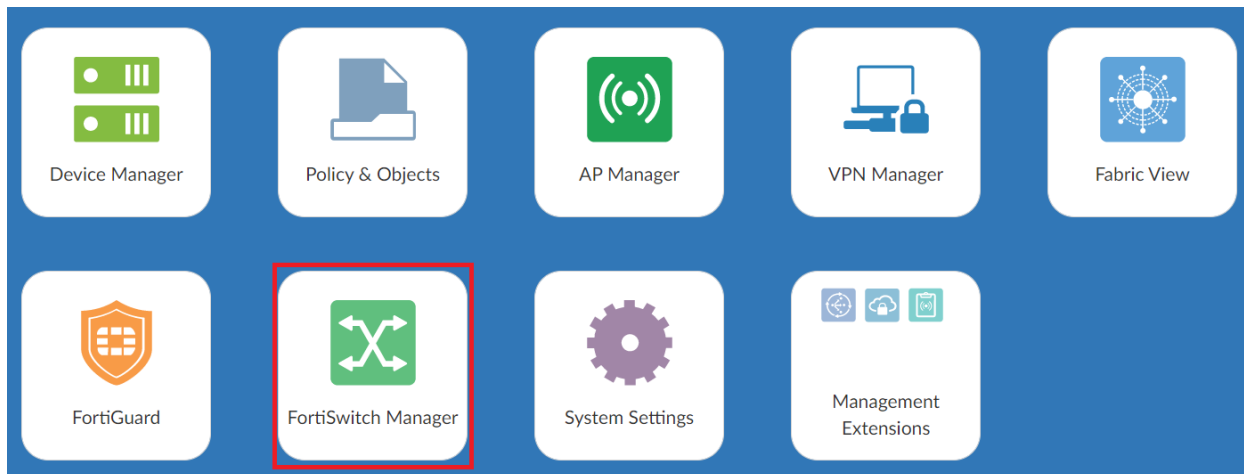 Device Manager
Policy & Objects
AP Manager
VPN Manager
Fabric View
FortiGuard
FortiSwitch Manager
System Settings
Management
Extensions